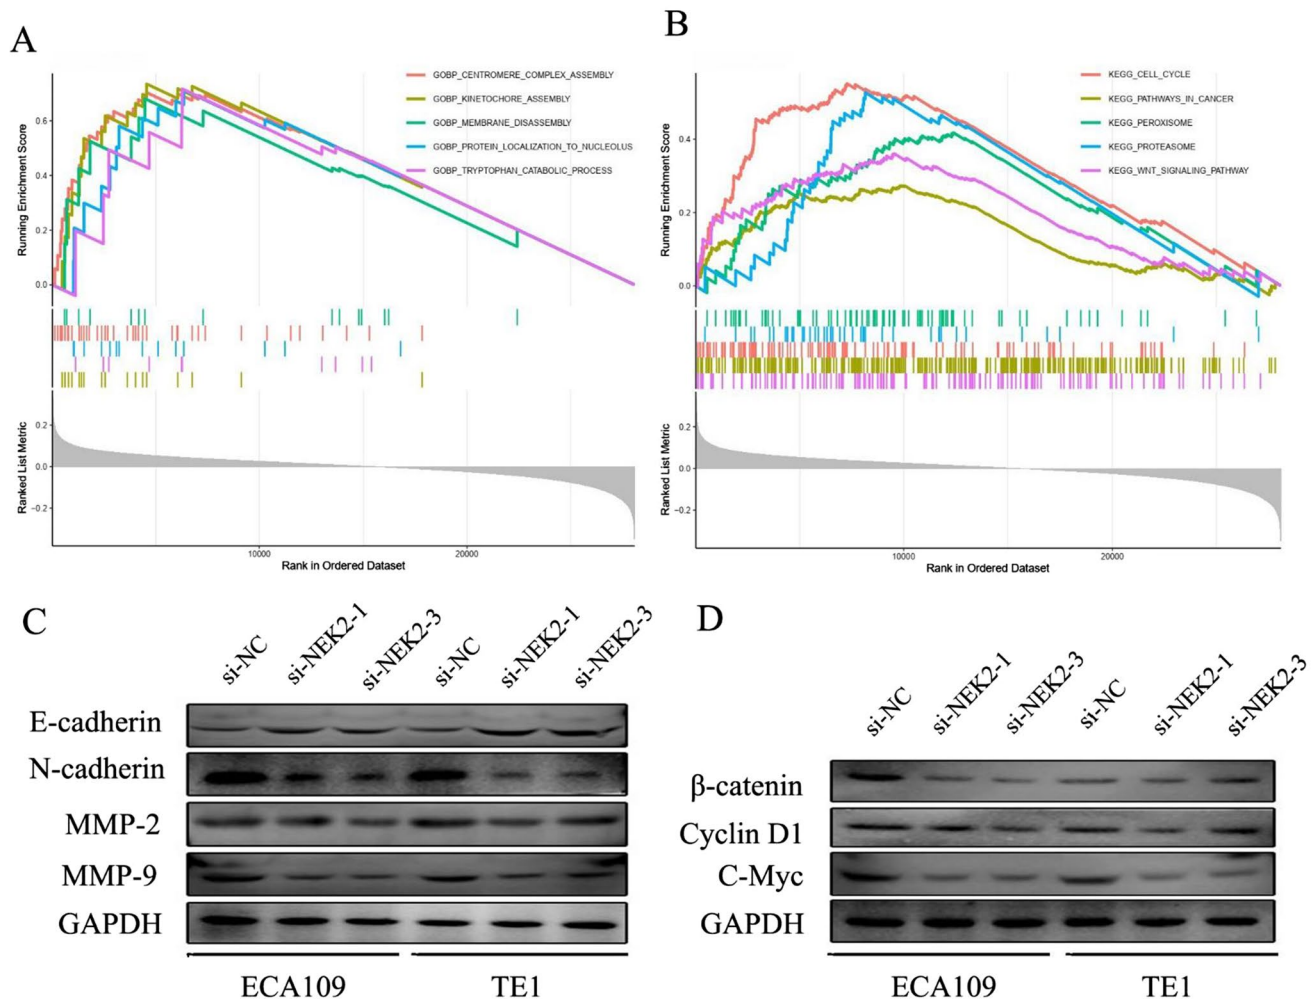 A
Running Enrichment Score
0.6
0.4
0.2
0.0
GOBP_CENTROMERE_COMPLEX_ASSEMBLY
GOBP_KINETOCHORE_ASSEMBLY
GOBP_MEMBRANE_DISASSEMBLY
GOBP_PROTEIN_LOCALIZATION_TO_NUCLEOLUS
GOBP_TRYPTOPHAN_CATABOLIC_PROCESS
Ranked List Metric
0.2
0.0
−0.2
10000 20000
Rank in Ordered Dataset
B
Running Enrichment Score
0.4
0.2
0.0
KEGG_CELL_CYCLE
KEGG_PATHWAYS_IN_CANCER
KEGG_PEROXISOME
KEGG_PROTEASOME
KEGG_WNT_SIGNALING_PATHWAY
Ranked List Metric
0.2
0.0
−0.2
10000 20000
Rank in Ordered Dataset
C
si-NC si-NEK2-1 si-NEK2-3 si-NC si-NEK2-1 si-NEK2-3
E-cadherin
N-cadherin
MMP-2
MMP-9
GAPDH
ECA109 TE1
D
si-NC si-NEK2-1 si-NEK2-3 si-NC si-NEK2-1 si-NEK2-3
β-catenin
Cyclin D1
C-Myc
GAPDH
ECA109 TE1